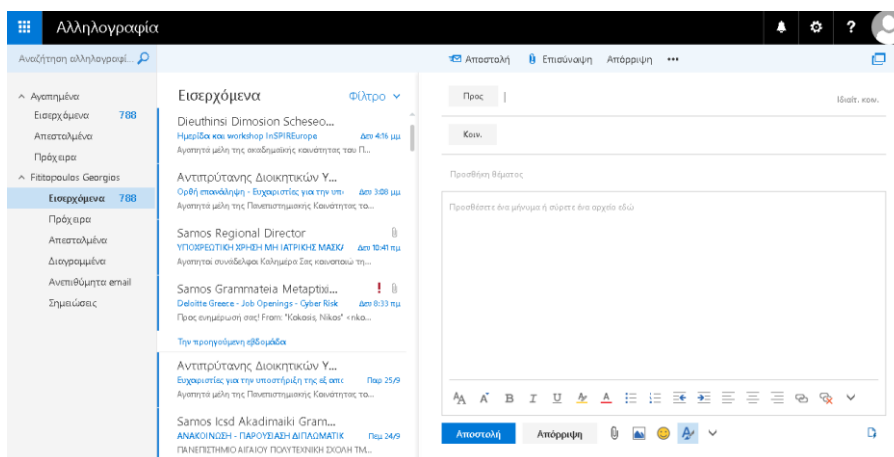 Αλληλογραφία
?
Αναζήτηση αλληλογραφί...
Αποστολή Επισύναψη Απόρριψη •••
Αγαπημένα
Εισερχόμενα 788
Απεσταλμένα
Πρόχειρα
Fititopoulos Georgios
Εισερχόμενα 788
Πρόχειρα
Απεσταλμένα
Διαγραμμένα
Ανεπιθύμητα email
Σημειώσεις
Εισερχόμενα Φίλτρο
Dieuthinsi Dimosion Scheseo...
Ημερίδα και workshop InSPIREurope Δευ 4:16 μμ
Αγαπητά μέλη της ακαδημαϊκής κοινότητας του Π...
Αντιπρύτανης Διοικητικών Υ...
Ορθή επανάληψη - Ευχαριστίες για την υπο Δευ 3:08 μμ
Αγαπητά μέλη της Πανεπιστημιακής Κοινότητας το...
Samos Regional Director
ΥΠΟΧΡΕΩΤΙΚΗ ΧΡΗΣΗ ΜΗ ΙΑΤΡΙΚΗΣ ΜΑΣΚΑ Δευ 10:41 πμ
Αγαπητοί συνάδελφοι Καλημέρα Σας κοινοποιώ τη...
Samos Grammateia Metaptixi...
Deloitte Greece - Job Openings - Cyber Risk Δευ 8:33 πμ
Προς ενημέρωσή σας! From: "Kokosis, Nikos" <nko...
Την προηγούμενη εβδομάδα
Αντιπρύτανης Διοικητικών Υ...
Ευχαριστίες για την υποστήριξη της εξ απο Παρ 25/9
Αγαπητά μέλη της Πανεπιστημιακής Κοινότητας το...
Samos Icsd Akadimaiki Gram...
ΑΝΑΚΟΙΝΩΣΗ - ΠΑΡΟΥΣΙΑΣΗ ΔΙΠΛΩΜΑΤΙΚ Πεμ 24/9
ΠΑΝΕΠΙΣΤΗΜΙΟ ΑΙΓΑΙΟΥ ΠΟΛΥΤΕΧΝΙΚΗ ΣΧΟΛΗ ΤΜ...
Προς Ιδιαίτ. κοιν.
Κοιν.
Προσθήκη θέματος
Προσθέστε ένα μήνυμα ή σύρετε ένα αρχείο εδώ
Αποστολή Απόρριψη